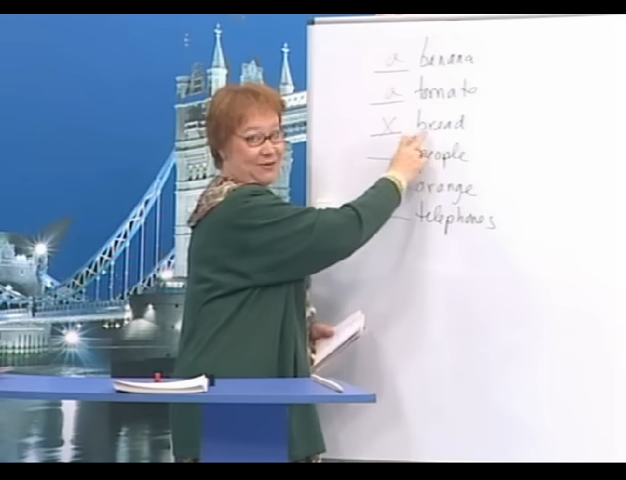 a banana
a tomato
x bread
people
orange
telephones